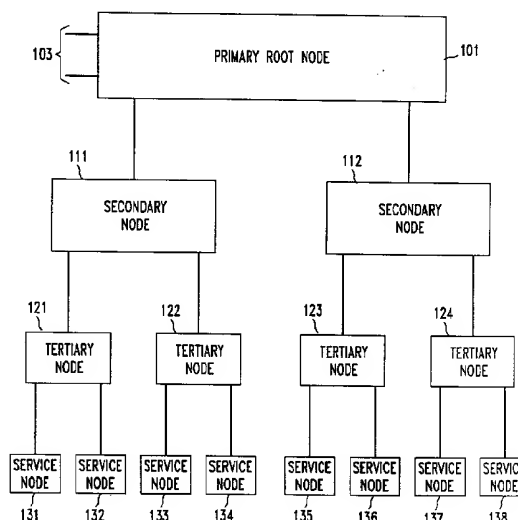 103
PRIMARY ROOT NODE
101
111
112
SECONDARY
NODE
SECONDARY
NODE
121
122
123
124
TERTIARY
NODE
TERTIARY
NODE
TERTIARY
NODE
TERTIARY
NODE
SERVICE
NODE
SERVICE
NODE
SERVICE
NODE
SERVICE
NODE
SERVICE
NODE
SERVICE
NODE
SERVICE
NODE
SERVICE
NODE
131
132
133
134
135
136
137
138